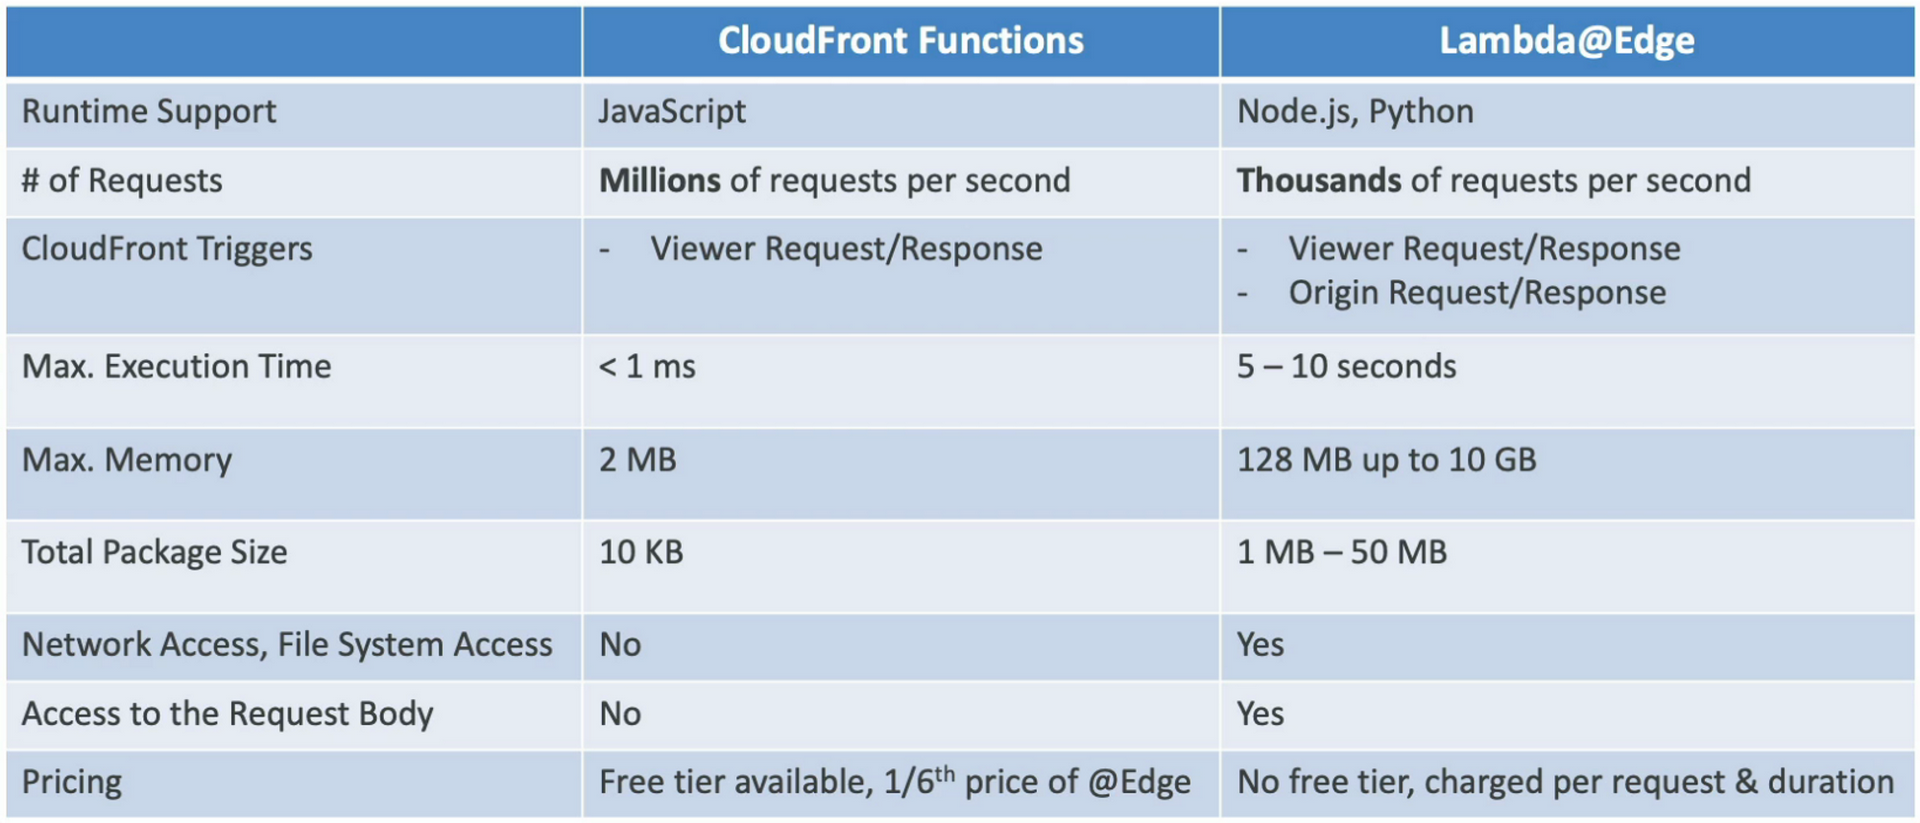 CloudFront Functions Lambda@Edge
Runtime Support JavaScript Node.js, Python
# of Requests Millions of requests per second Thousands of requests per second
CloudFront Triggers - Viewer Request/Response - Viewer Request/Response
- Origin Request/Response
Max. Execution Time < 1 ms 5 – 10 seconds
Max. Memory 2 MB 128 MB up to 10 GB
Total Package Size 10 KB 1 MB – 50 MB
Network Access, File System Access No Yes
Access to the Request Body No Yes
Pricing Free tier available, 1/6th price of @Edge No free tier, charged per request & duration